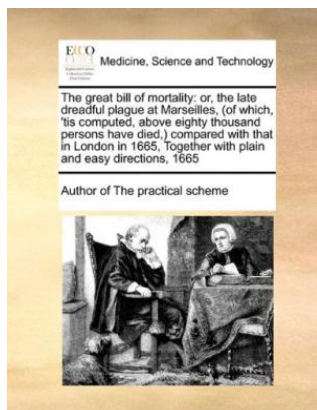 ECCO
Medicine, Science and Technology
The great bill of mortality: or, the late
dreadful plague at Marseilles, (of which,
'tis computed, above eighty thousand
persons have died,) compared with that
in London in 1665, Together with plain
and easy directions, 1665
Author of The practical scheme